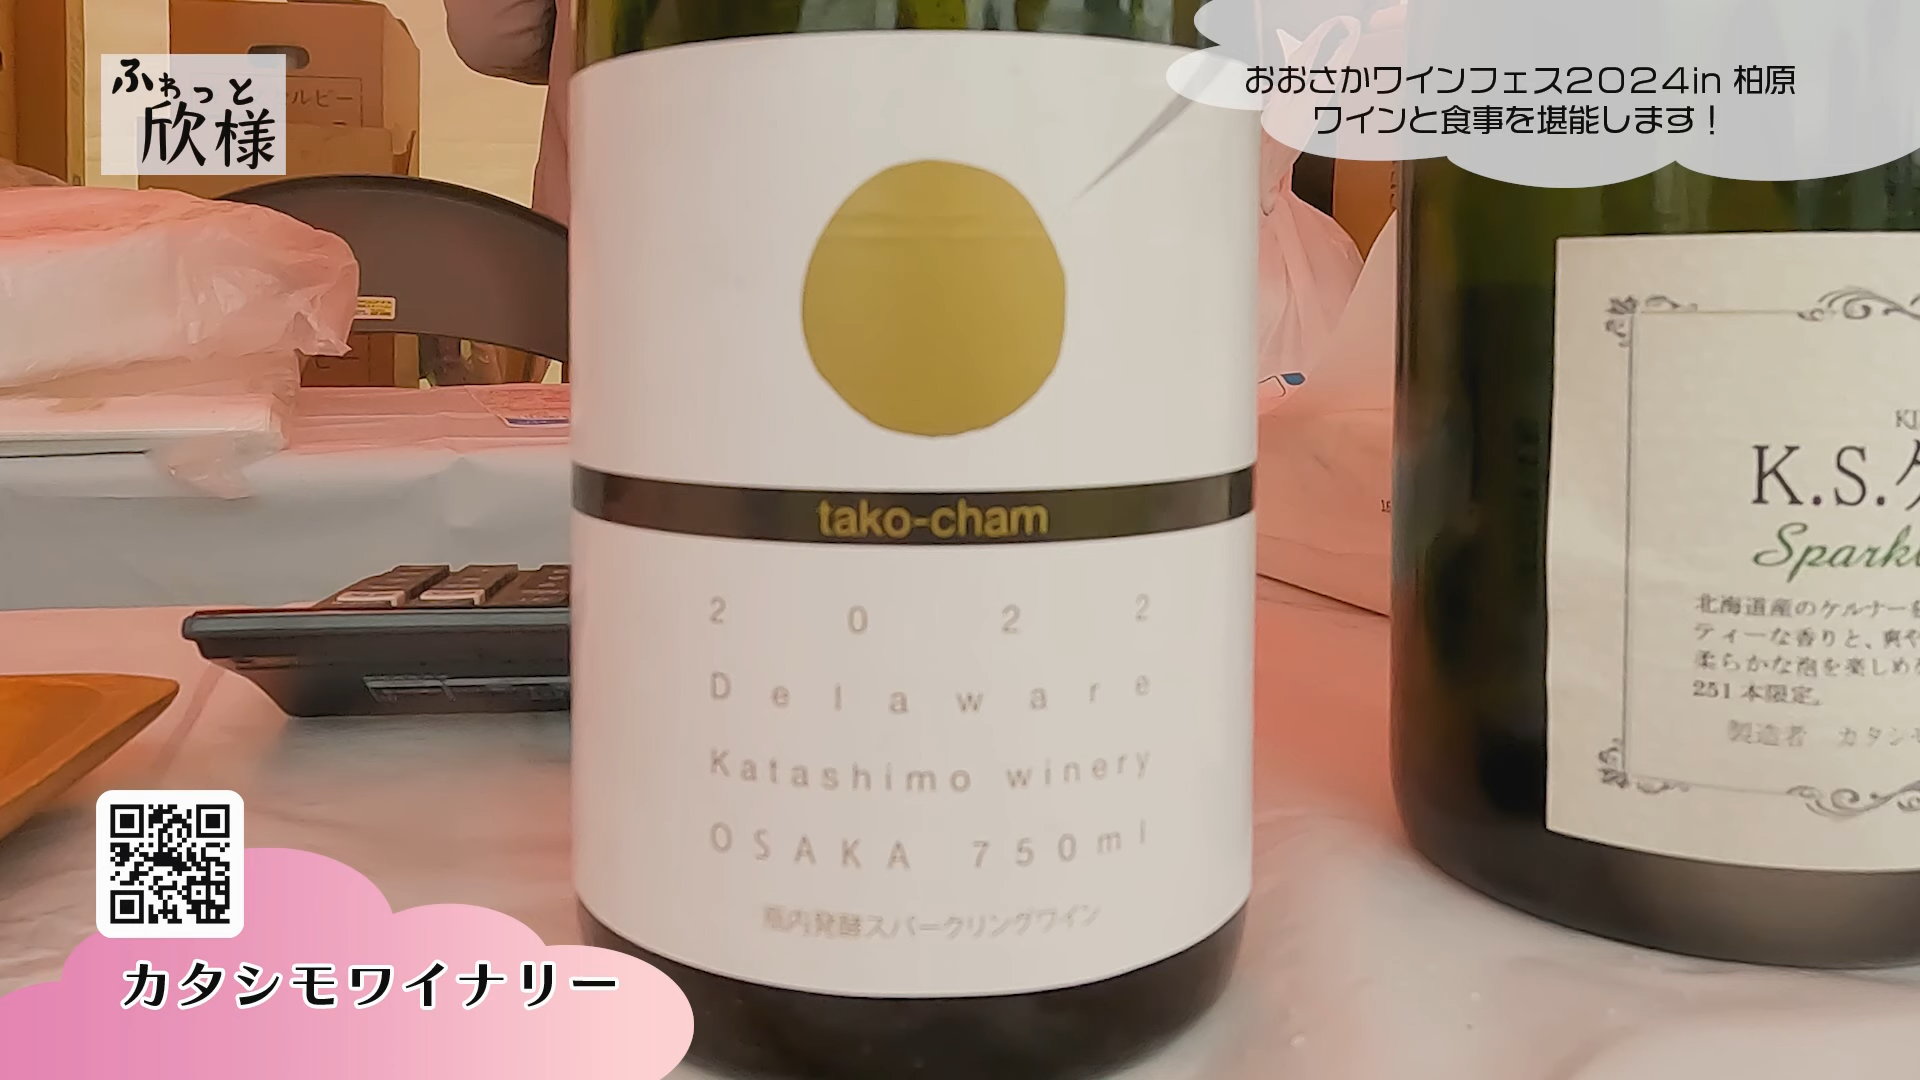 ふわっと
欣様
おおさかワインフェス2024in 柏原
ワインと食事を堪能します！
tako-cham
2 0 2 2
Delaware
Katashimo winery
OSAKA 750ml
瓶内発酵スパークリングワイン
K.S.
北海道産のケルナー
ティーな香りと、爽や
柔らかな泡を楽しめ
251本限定。
製造者 カタシモ
カタシモワイナリー